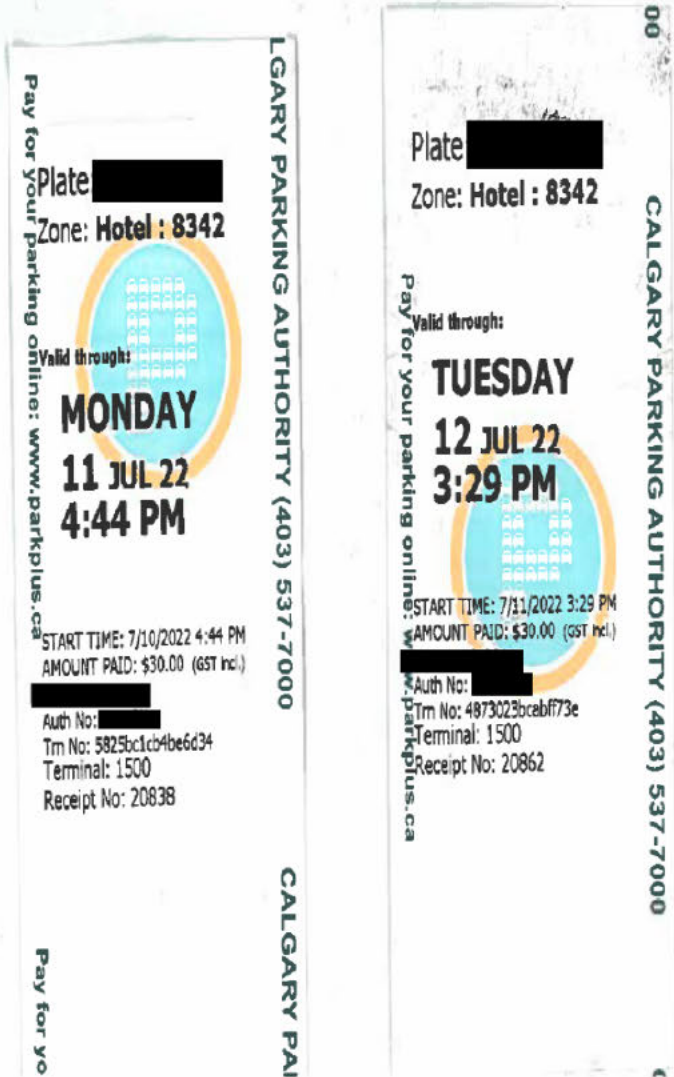 Plate
Zone: Hotel : 8342
Valid through:
MONDAY
11 JUL 22
4:44 PM
START TIME: 7/10/2022 4:44 PM
AMOUNT PAID: $30.00 (GST incl.)
Auth No:
Trn No: 5825bc1cb4be6d34
Terminal: 1500
Receipt No: 20838
Pay for your parking online: www.parkplus.ca
Pay for yo
LGARY PARKING AUTHORITY (403) 537-7000
CALGARY PAR
00
Plate
Zone: Hotel : 8342
Valid through:
TUESDAY
12 JUL 22
3:29 PM
START TIME: 7/11/2022 3:29 PM
AMOUNT PAID: $30.00 (GST incl.)
Auth No:
Trn No: 4873023bcabff73e
Terminal: 1500
Receipt No: 20862
Pay for your parking online: www.parkplus.ca
CALGARY PARKING AUTHORITY (403) 537-7000